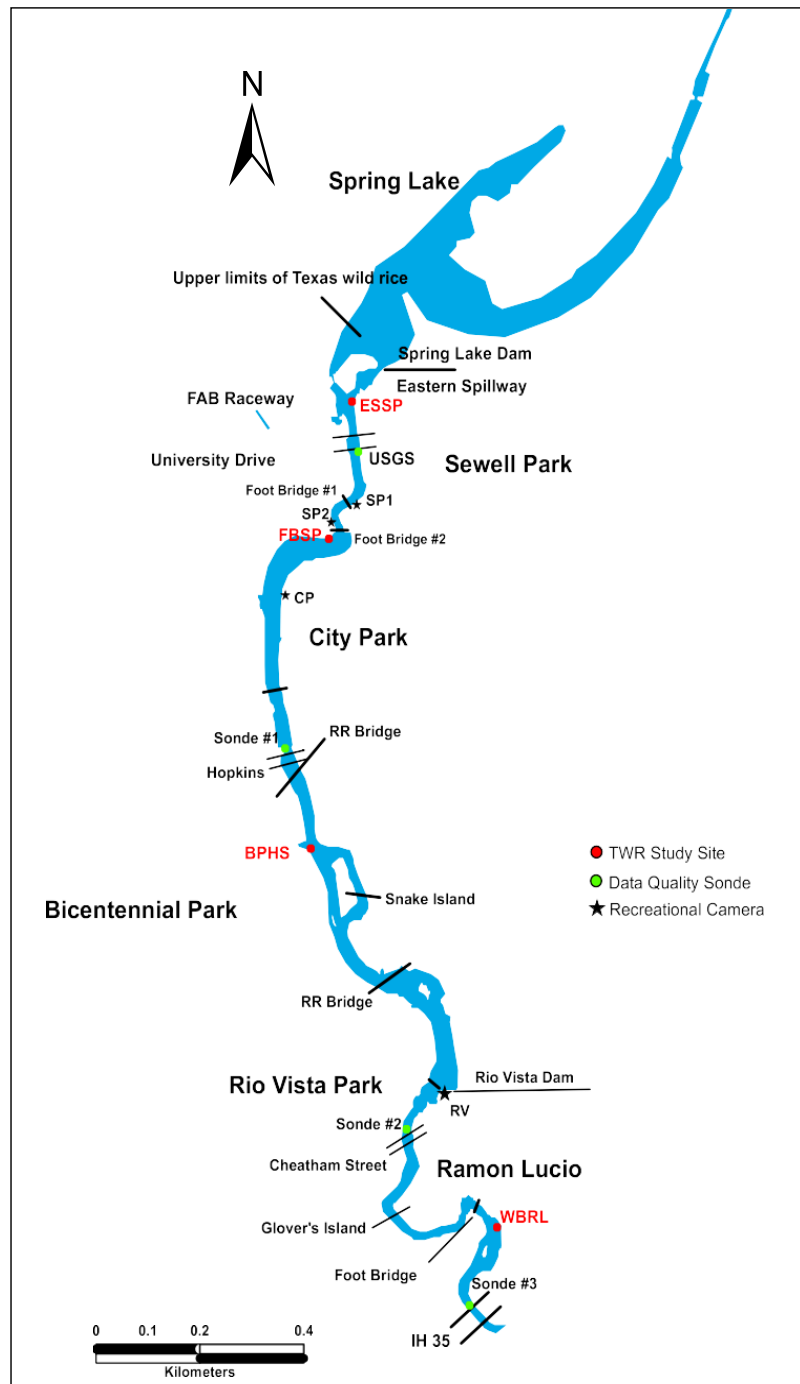 N
Spring Lake
Upper limits of Texas wild rice
Spring Lake Dam
Eastern Spillway
FAB Raceway
ESSP
University Drive
USGS
Sewell Park
Foot Bridge #1
SP1
SP2
FBSP
Foot Bridge #2
CP
City Park
Sonde #1
RR Bridge
Hopkins
BPHS
TWR Study Site
Data Quality Sonde
Recreational Camera
Snake Island
Bicentennial Park
RR Bridge
Rio Vista Park
Rio Vista Dam
RV
Sonde #2
Cheatham Street
Ramon Lucio
Glover's Island
WBRL
Foot Bridge
Sonde #3
IH 35
0 0.1 0.2 0.4
Kilometers